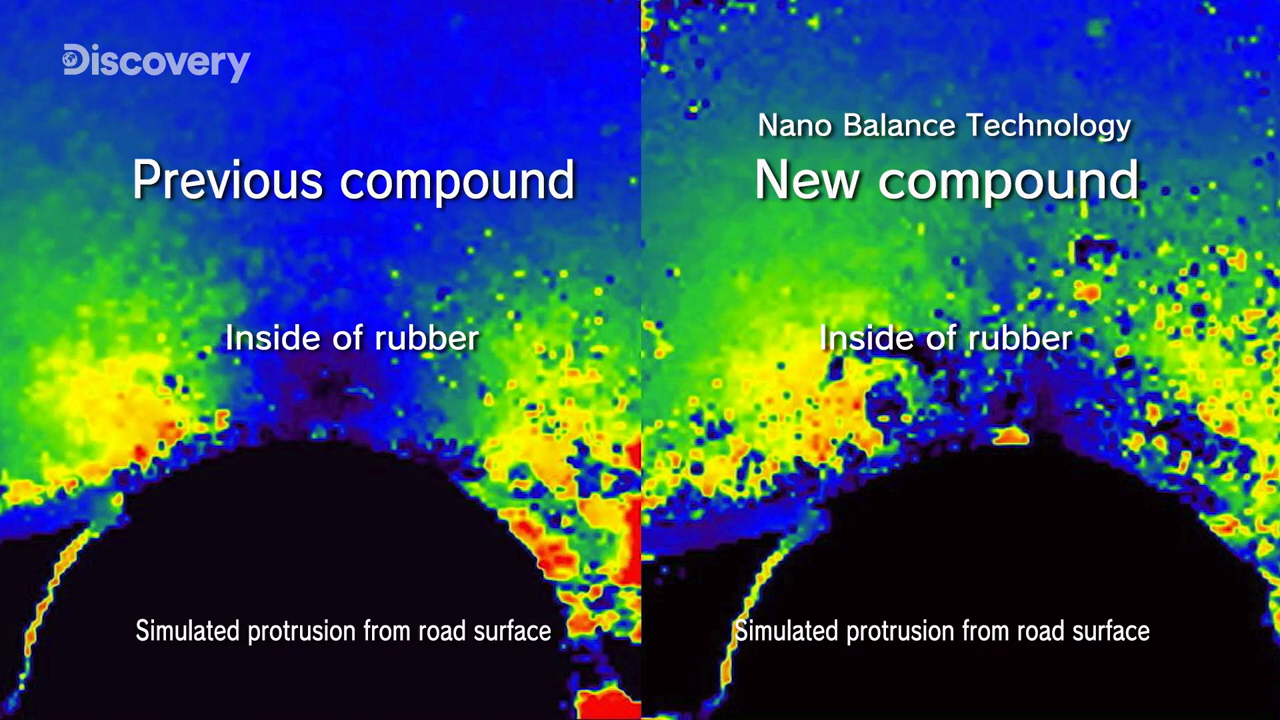 Discovery
Previous compound
Inside of rubber
Simulated protrusion from road surface
Nano Balance Technology
New compound
Inside of rubber
Simulated protrusion from road surface